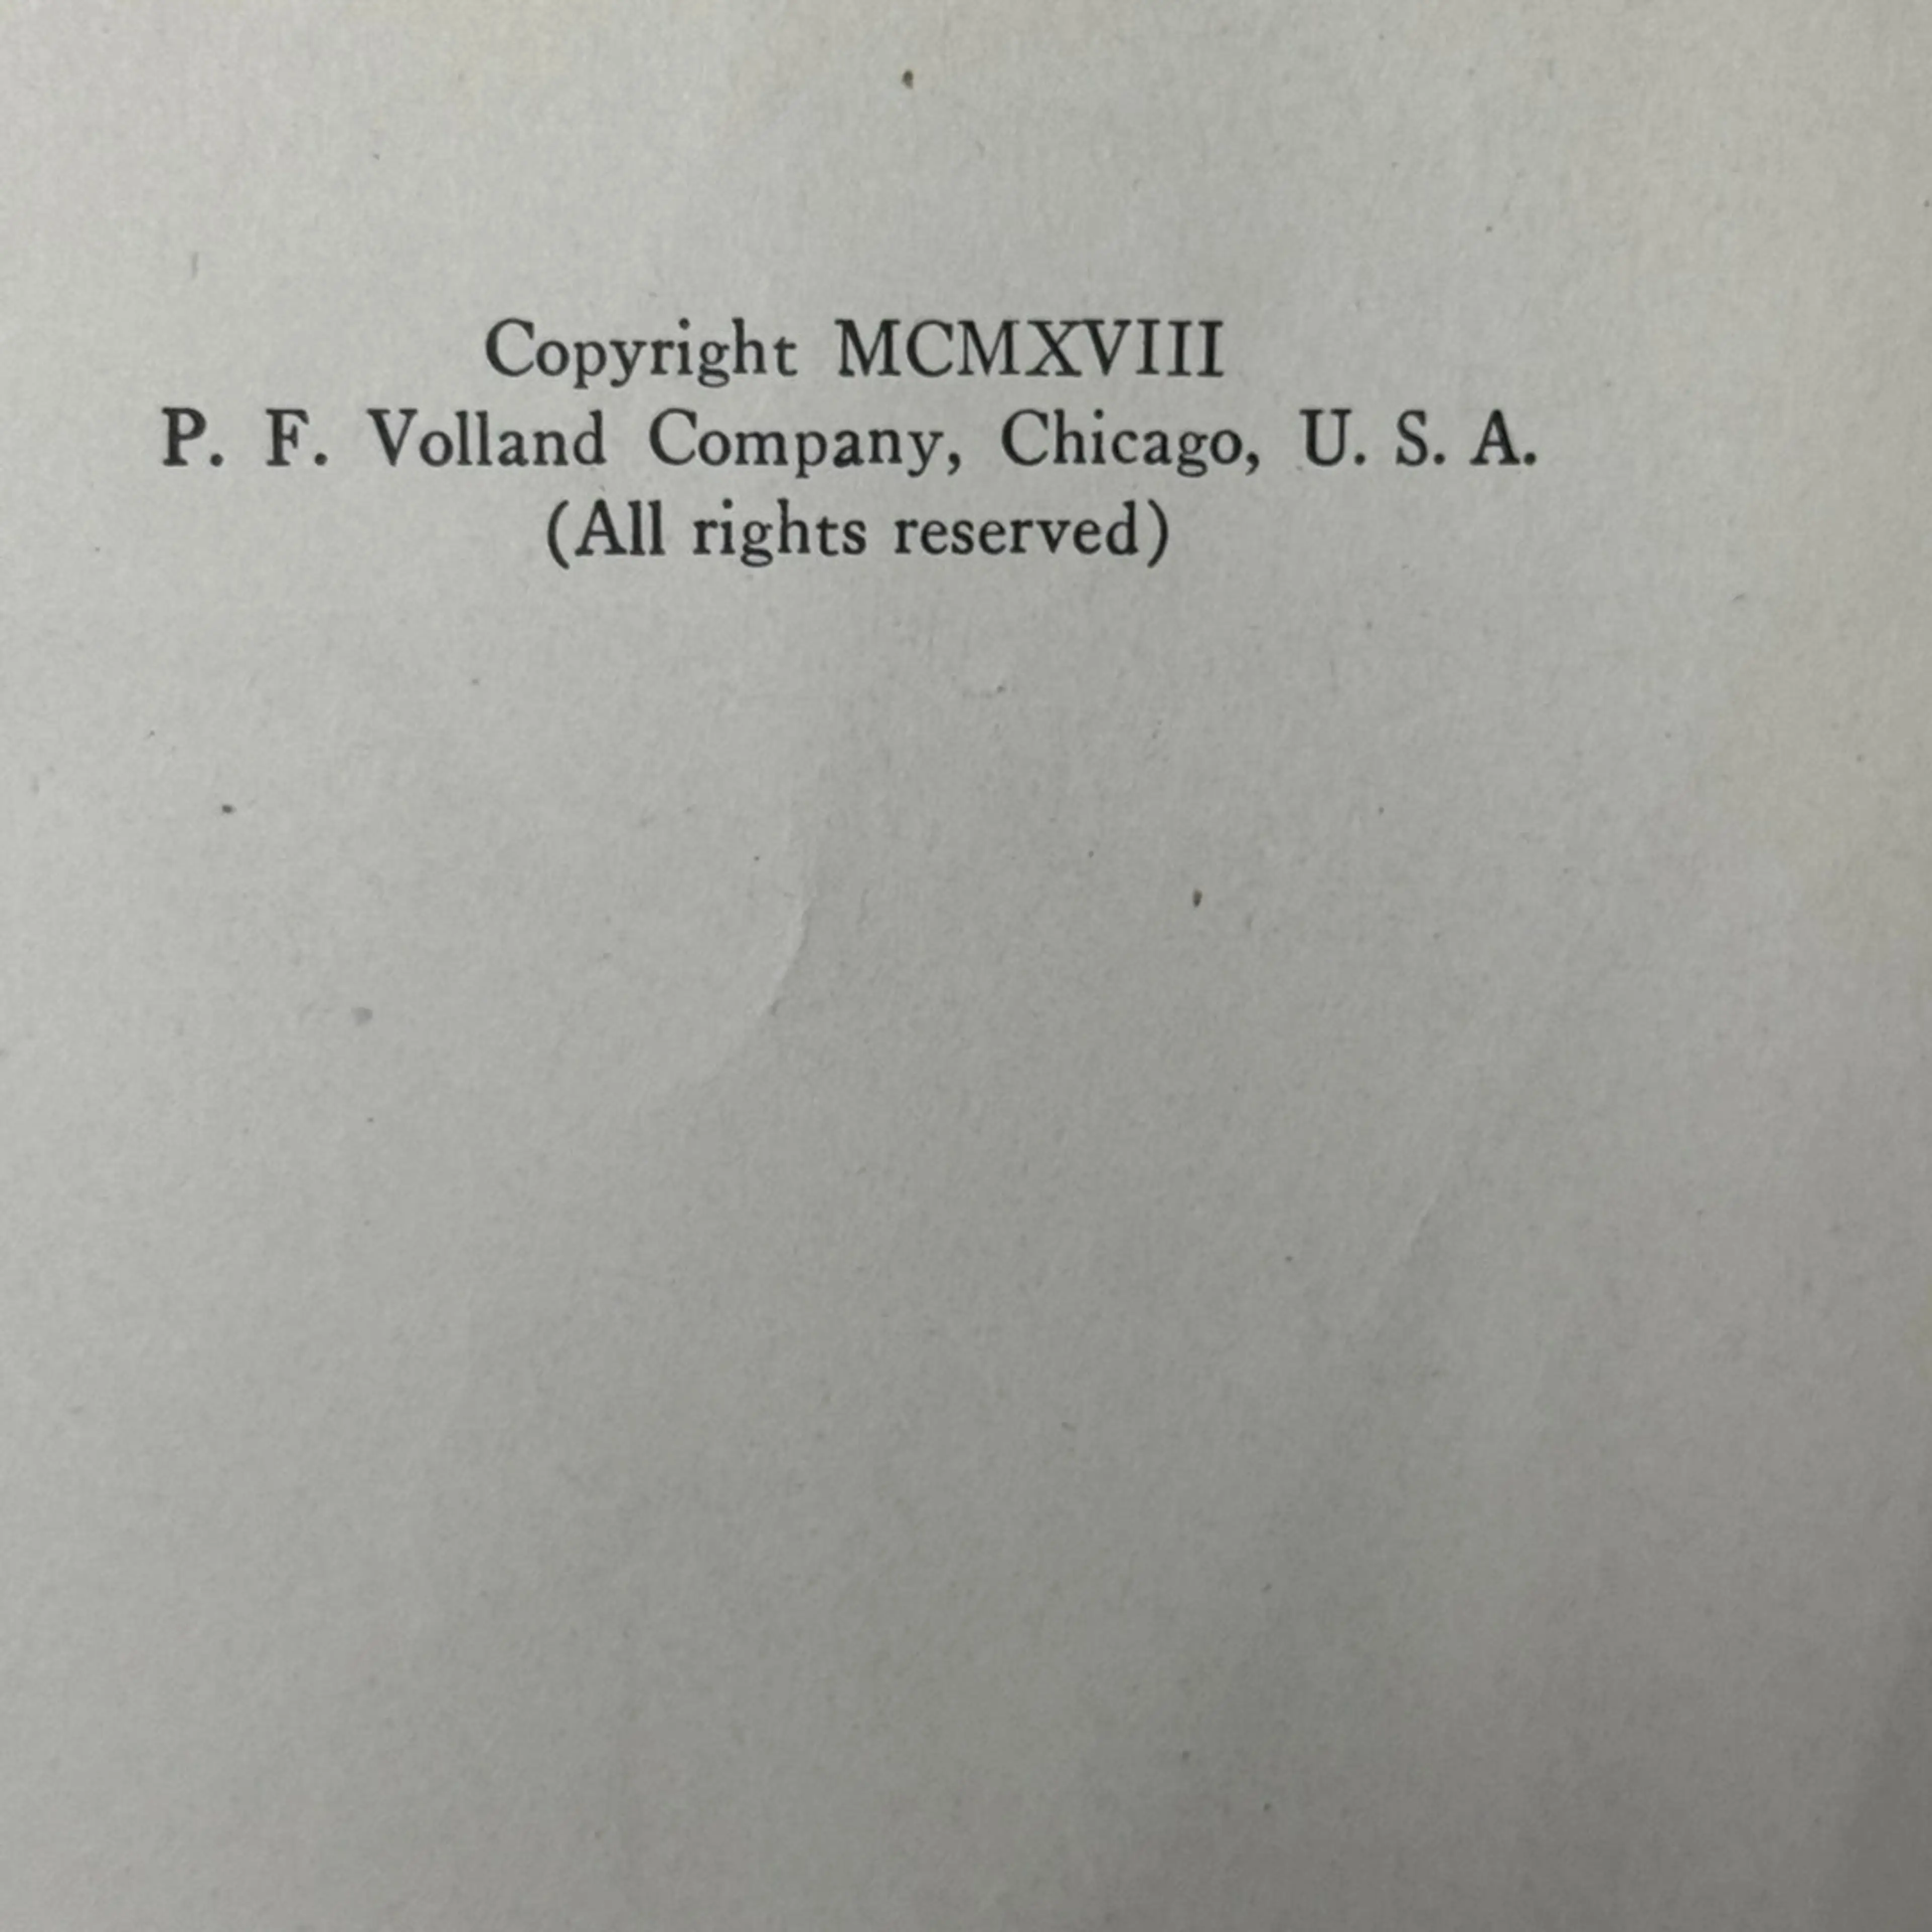 Copyright MCMXVIII
P. F. Volland Company, Chicago, U. S. A.
(All rights reserved)